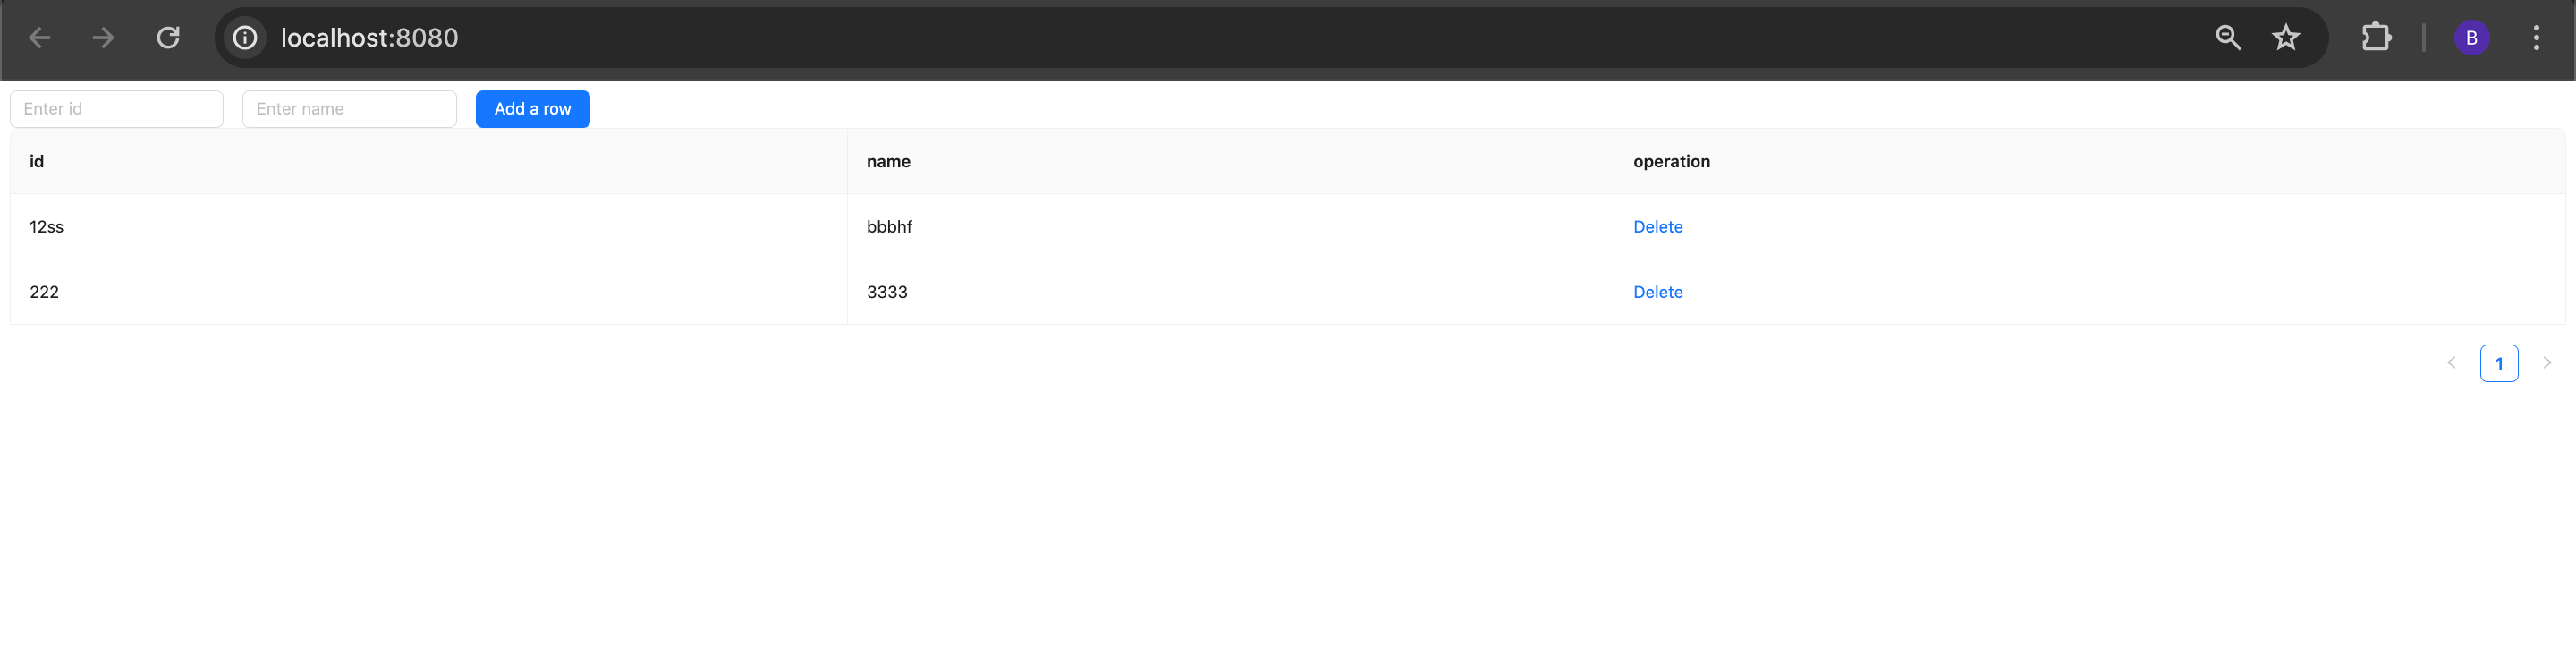 localhost:8080
B
Enter id Enter name Add a row
id name operation
12ss bbbhf Delete
222 3333 Delete
1